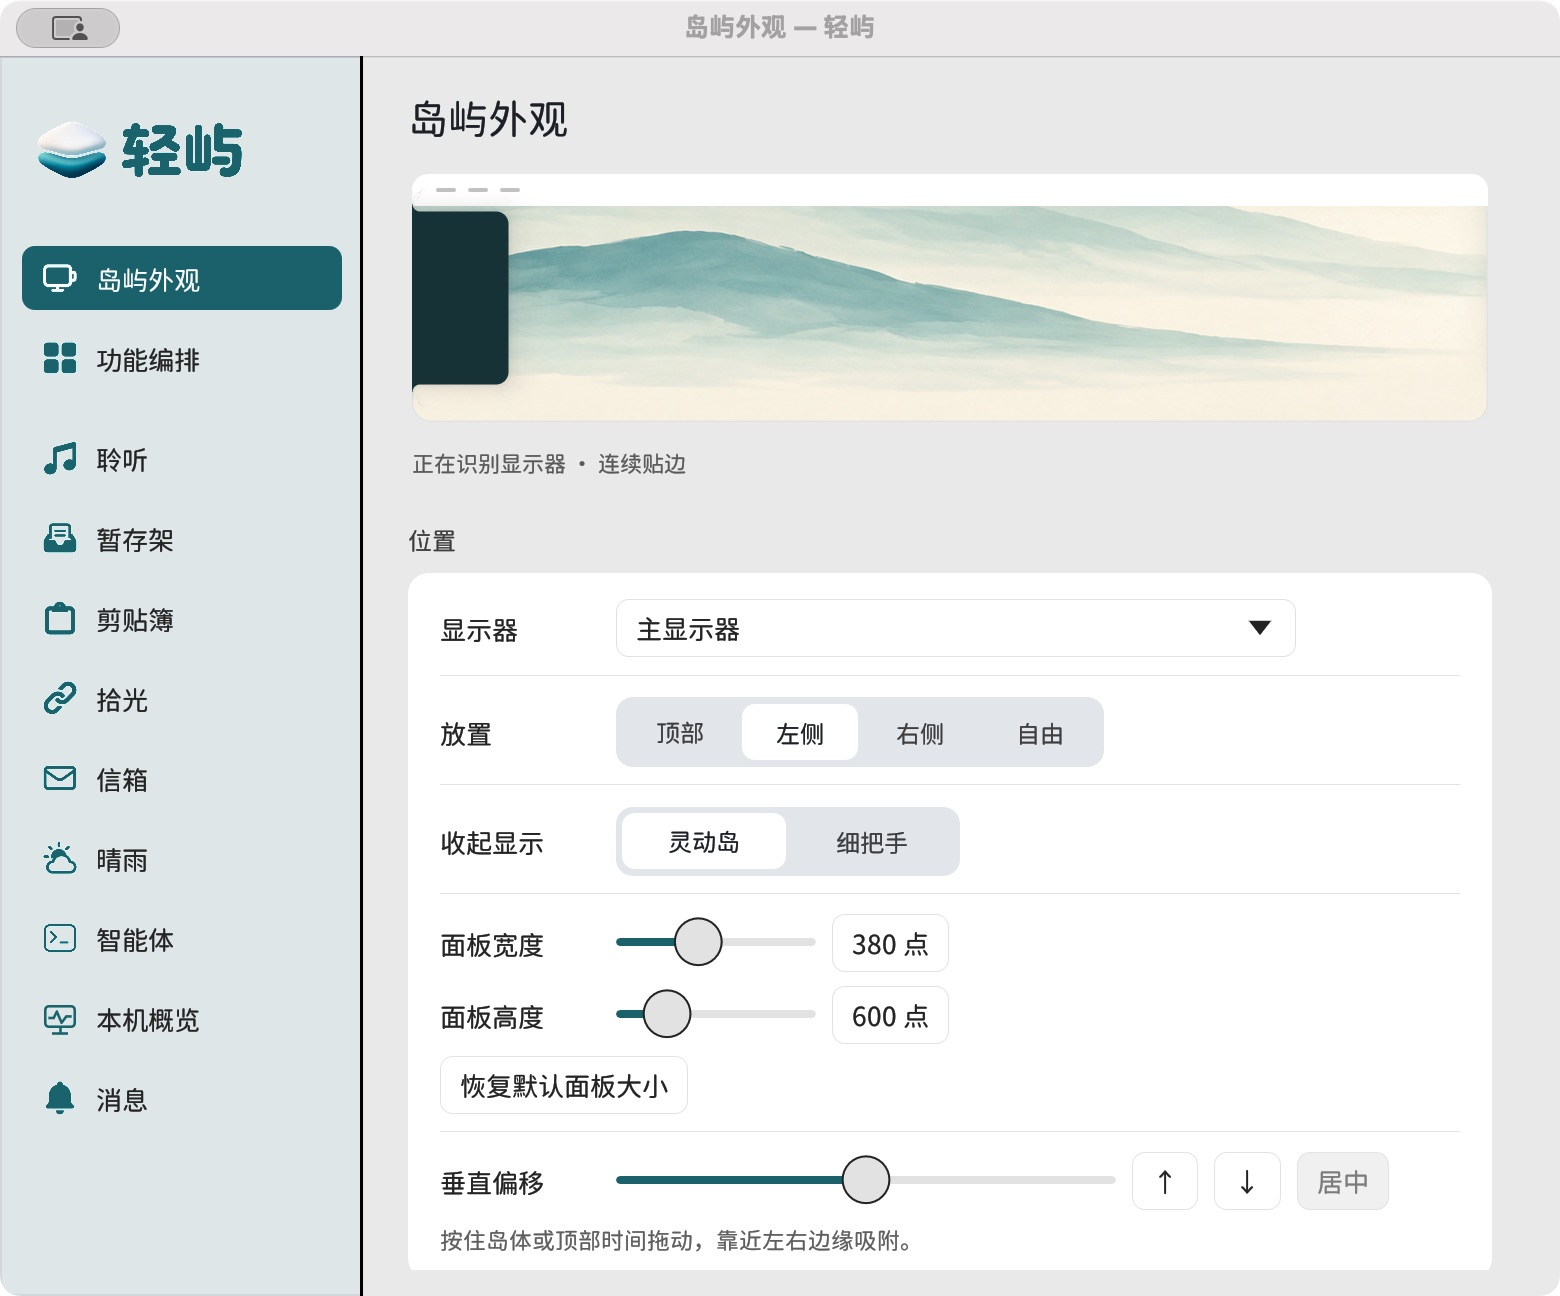 岛屿外观 — 轻屿
轻屿
岛屿外观
功能编排
聆听
暂存架
剪贴簿
拾光
信箱
晴雨
智能体
本机概览
消息
岛屿外观
正在识别显示器 · 连续贴边
位置
显示器 主显示器
放置 顶部 左侧 右侧 自由
收起显示 灵动岛 细把手
面板宽度 380 点
面板高度 600 点
恢复默认面板大小
垂直偏移 ↑ ↓ 居中
按住岛体或顶部时间拖动，靠近左右边缘吸附。